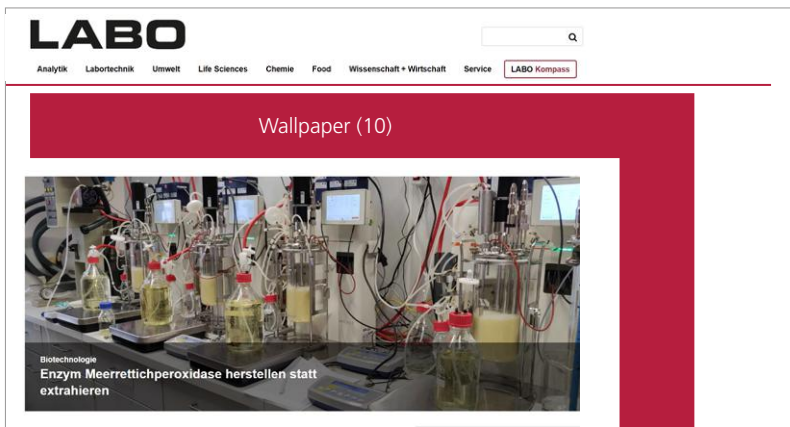 LABO
Analytik Labortechnik Umwelt Life Sciences Chemie Food Wissenschaft + Wirtschaft Service LABO Kompass
Wallpaper (10)
Biotechnologie
Enzym Meerrettichperoxidase herstellen statt
extrahieren